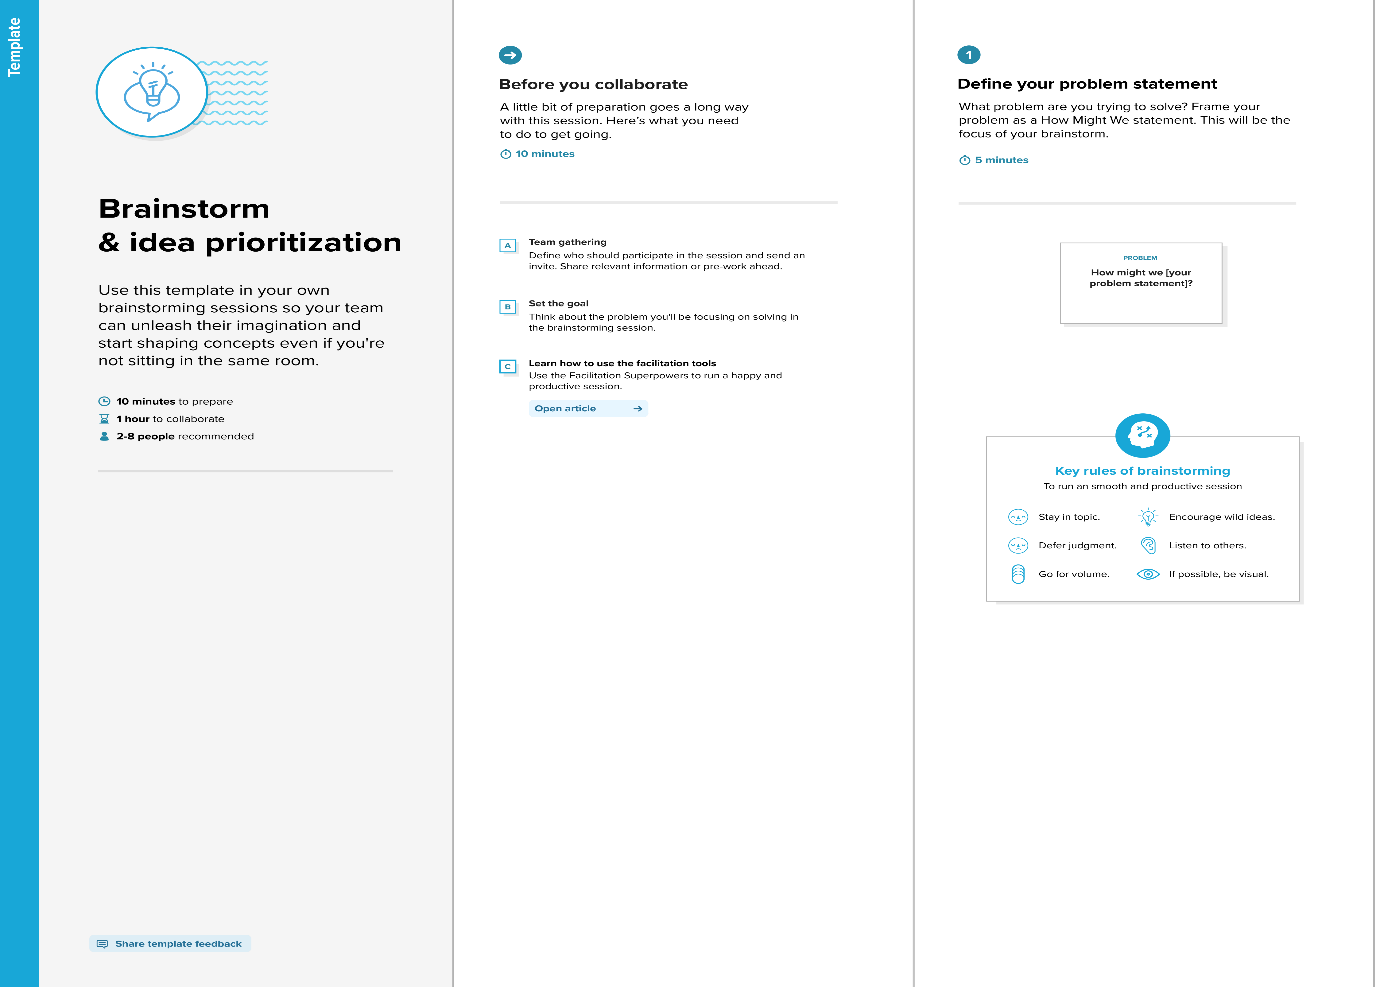 Template
Brainstorm
& idea prioritization
Use this template in your own
brainstorming sessions so your team
can unleash their imagination and
start shaping concepts even if you're
not sitting in the same room.
10 minutes to prepare
1 hour to collaborate
2-8 people recommended
Share template feedback
Before you collaborate
A little bit of preparation goes a long way
with this session. Here's what you need
to do to get going.
10 minutes
A
Team gathering
Define who should participate in the session and send an
invite. Share relevant information or pre-work ahead.
B
Set the goal
Think about the problem you'll be focusing on solving in
the brainstorming session.
C
Learn how to use the facilitation tools
Use the Facilitation Superpowers to run a happy and
productive session.
Open article
1
Define your problem statement
What problem are you trying to solve? Frame your
problem as a How Might We statement. This will be the
focus of your brainstorm.
5 minutes
PROBLEM
How might we [your
problem statement]?
Key rules of brainstorming
To run an smooth and productive session
Stay in topic.
Encourage wild ideas.
Defer judgment.
Listen to others.
Go for volume.
If possible, be visual.